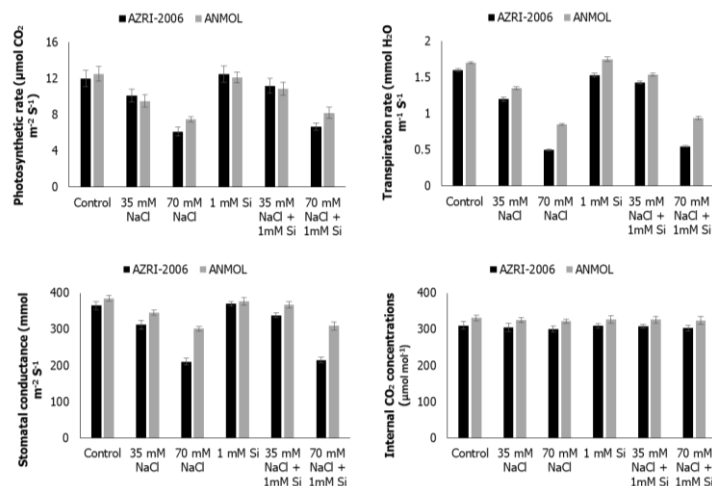 AZRI-2006 ANMOL
Photosynthetic rate (µmol CO₂
m⁻² S⁻¹
16
12
8
4
0
Control 35 mM 70 mM 1 mM Si 35 mM 70 mM
NaCl NaCl NaCl + NaCl +
1mM Si 1mM Si
AZRI-2006 ANMOL
Transpiration rate (mmol H₂O
m⁻¹ S⁻¹
2
1.5
1
0.5
0
Control 35 mM 70 mM 1 mM Si 35 mM 70 mM
NaCl NaCl NaCl + NaCl +
1mM Si 1mM Si
AZRI-2006 ANMOL
Stomatal conductance (mmol
m⁻² S⁻¹
400
300
200
100
0
Control 35 mM 70 mM 1 mM Si 35 mM 70 mM
NaCl NaCl NaCl + NaCl +
1mM Si 1mM Si
AZRI-2006 ANMOL
Internal CO₂ concentrations
(µmol mol⁻¹)
400
300
200
100
0
Control 35 mM 70 mM 1 mM Si 35 mM 70 mM
NaCl NaCl NaCl + NaCl +
1mM Si 1mM Si